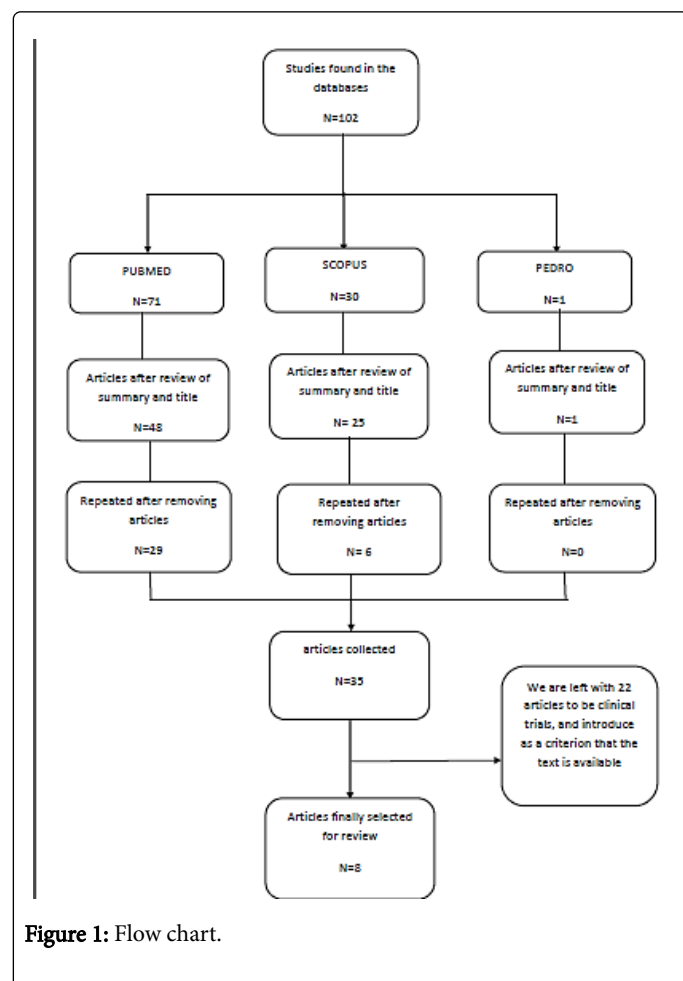 Studies found in the
databases
N=102
PUBMED
N=71
SCOPUS
N=30
PEDRO
N=1
Articles after review of
summary and title
N=48
Articles after review of
summary and title
N= 25
Articles after review of
summary and title
N=1
Repeated after removing
articles
N=29
Repeated after
removing articles
N= 6
Repeated after removing
articles
N=0
articles collected
N=35
We are left with 22
articles to be clinical
trials, and introduce
as a criterion that the
text is available
Articles finally selected
for review
N=8
Figure 1: Flow chart.